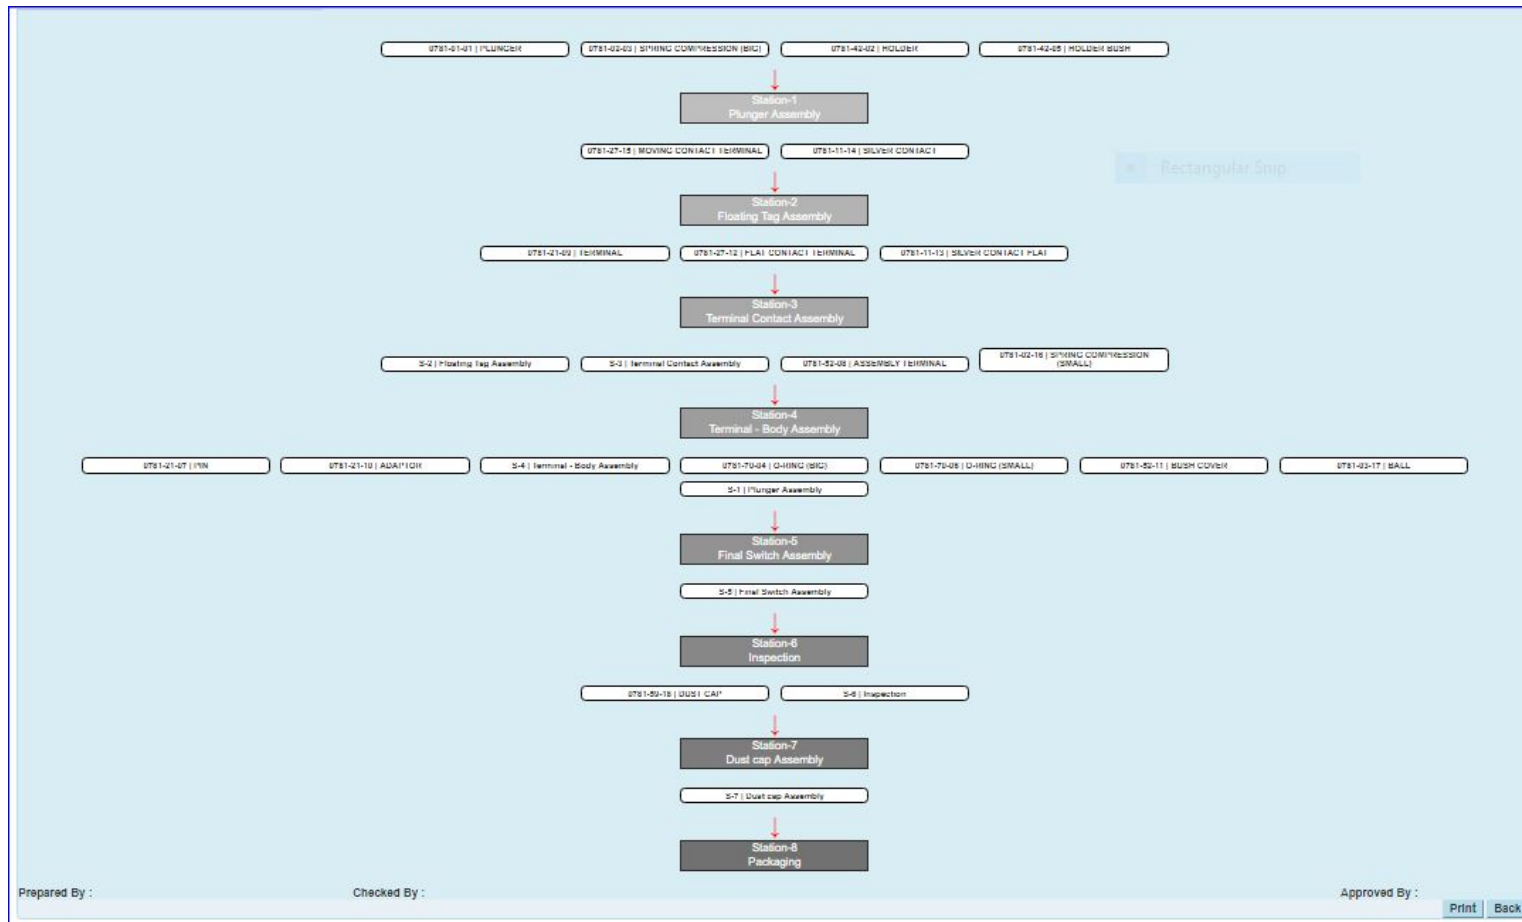 0781-01-01 | PLUNGER
0781-02-03 | SPRING COMPRESSION (BIG)
0781-42-02 | HOLDER
0781-42-05 | HOLDER BUSH
Station-1
Plunger Assembly
0781-27-15 | MOVING CONTACT TERMINAL
0781-11-14 | SILVER CONTACT
Rectangular Snip
Station-2
Floating Tag Assembly
0781-21-09 | TERMINAL
0781-27-12 | FLAT CONTACT TERMINAL
0781-11-13 | SILVER CONTACT FLAT
Station-3
Terminal Contact Assembly
S-2 | Floating Tag Assembly
S-3 | Terminal Contact Assembly
0781-52-08 | ASSEMBLY TERMINAL
0781-02-16 | SPRING COMPRESSION
(SMALL)
Station-4
Terminal - Body Assembly
0781-21-07 | PIN
0781-21-10 | ADAPTOR
S-4 | Terminal - Body Assembly
0781-70-04 | O-RING (BIG)
0781-70-06 | O-RING (SMALL)
0781-52-11 | BUSH COVER
0781-03-17 | BALL
S-1 | Plunger Assembly
Station-5
Final Switch Assembly
S-5 | Final Switch Assembly
Station-6
Inspection
0781-59-18 | DUST CAP
S-6 | Inspection
Station-7
Dust cap Assembly
S-7 | Dust cap Assembly
Station-8
Packaging
Prepared By :
Checked By :
Approved By :
Print
Back